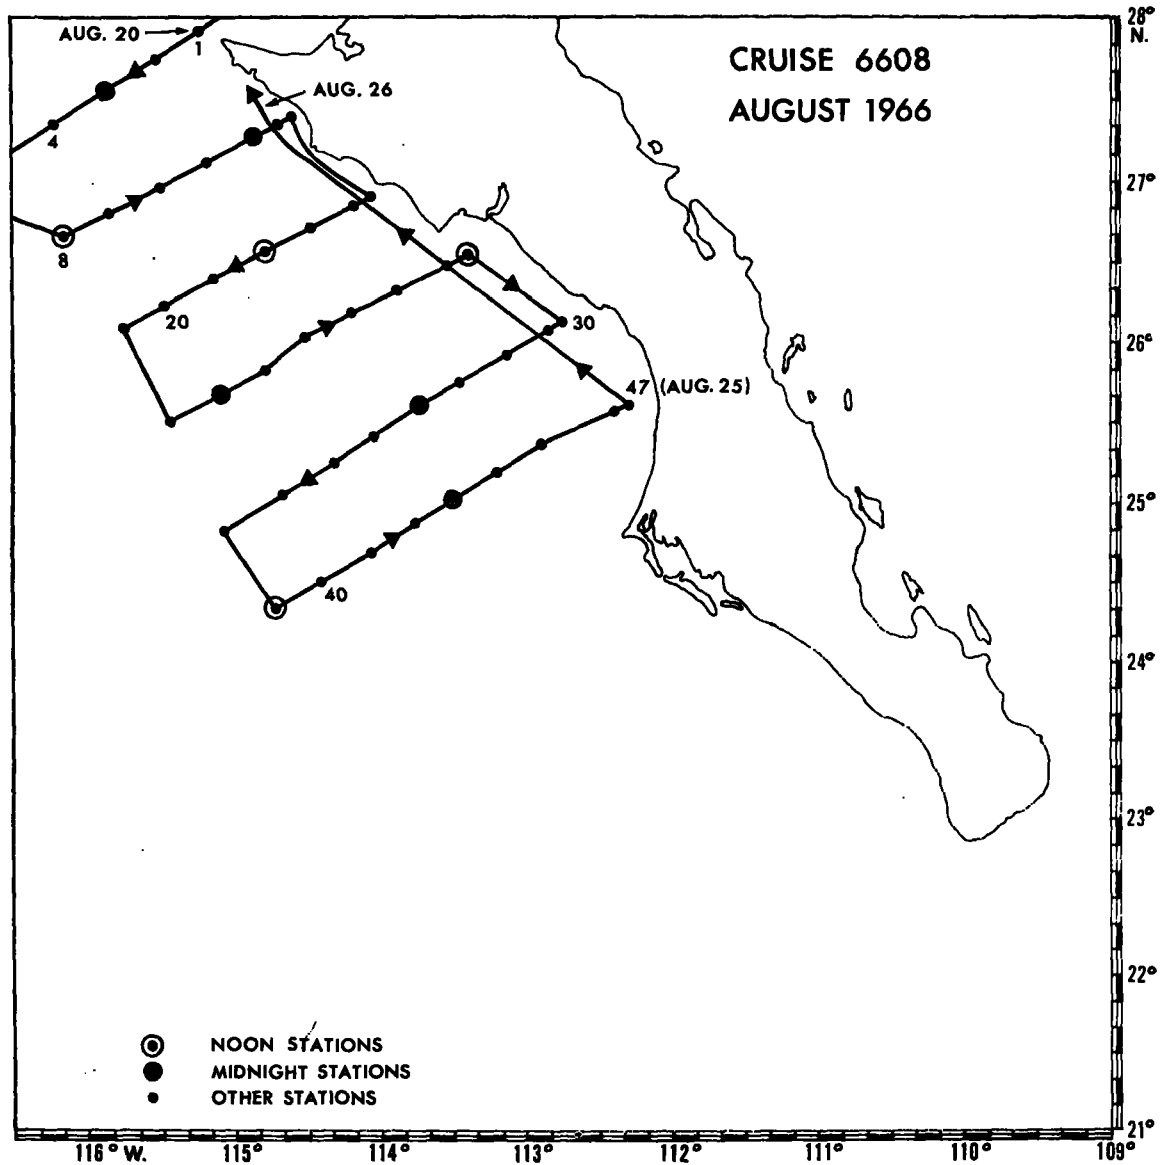 28°
N.
AUG. 20
1
CRUISE 6608
AUGUST 1966
AUG. 26
4
27°
8
20
30
26°
47 (AUG. 25)
25°
40
24°
23°
22°
NOON STATIONS
MIDNIGHT STATIONS
OTHER STATIONS
21°
116° W. 115° 114° 113° 112° 111° 110° 109°